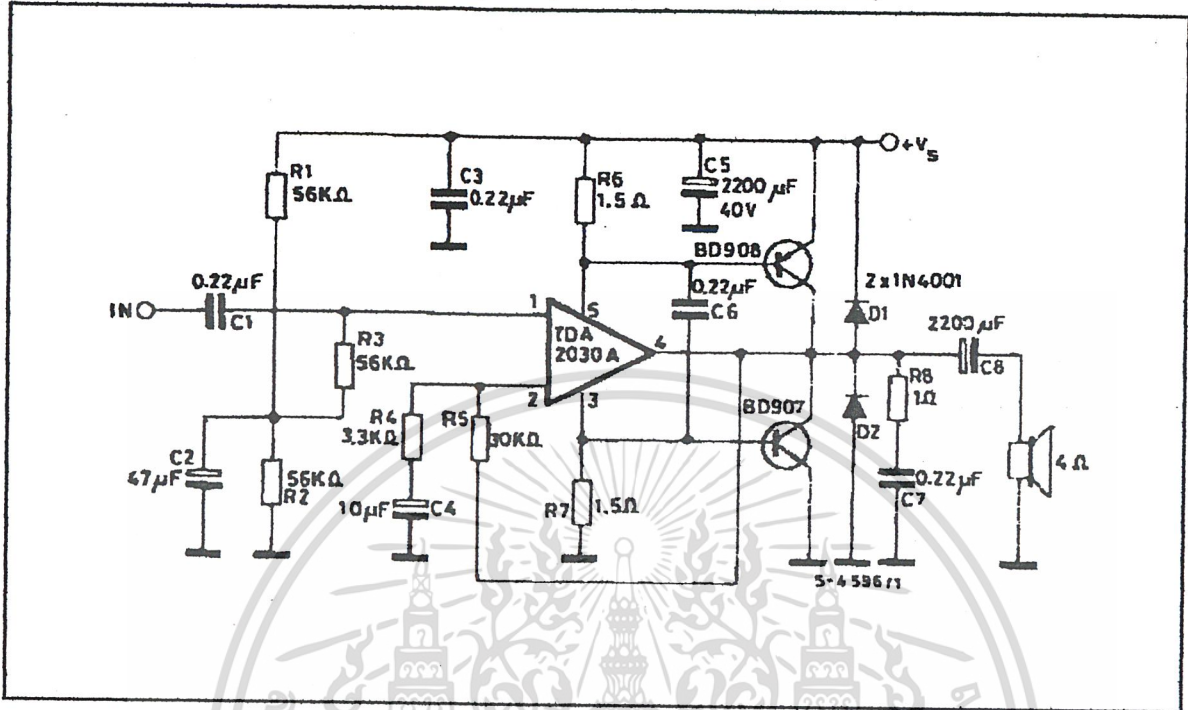 +Vs
R1
56KΩ
C3
0.22µF
R6
1.5Ω
C5
2200µF
40V
BD908
2x1N4001
0.22µF
IN
C1
1
5
TDA
2030A
4
0.22µF
C6
D1
2200µF
C8
R3
56KΩ
2
3
R4
3.3KΩ
R5
30KΩ
BD907
D2
R8
1Ω
4Ω
C2
47µF
56KΩ
R2
10µF
C4
R7
1.5Ω
0.22µF
C7
S-4596/1